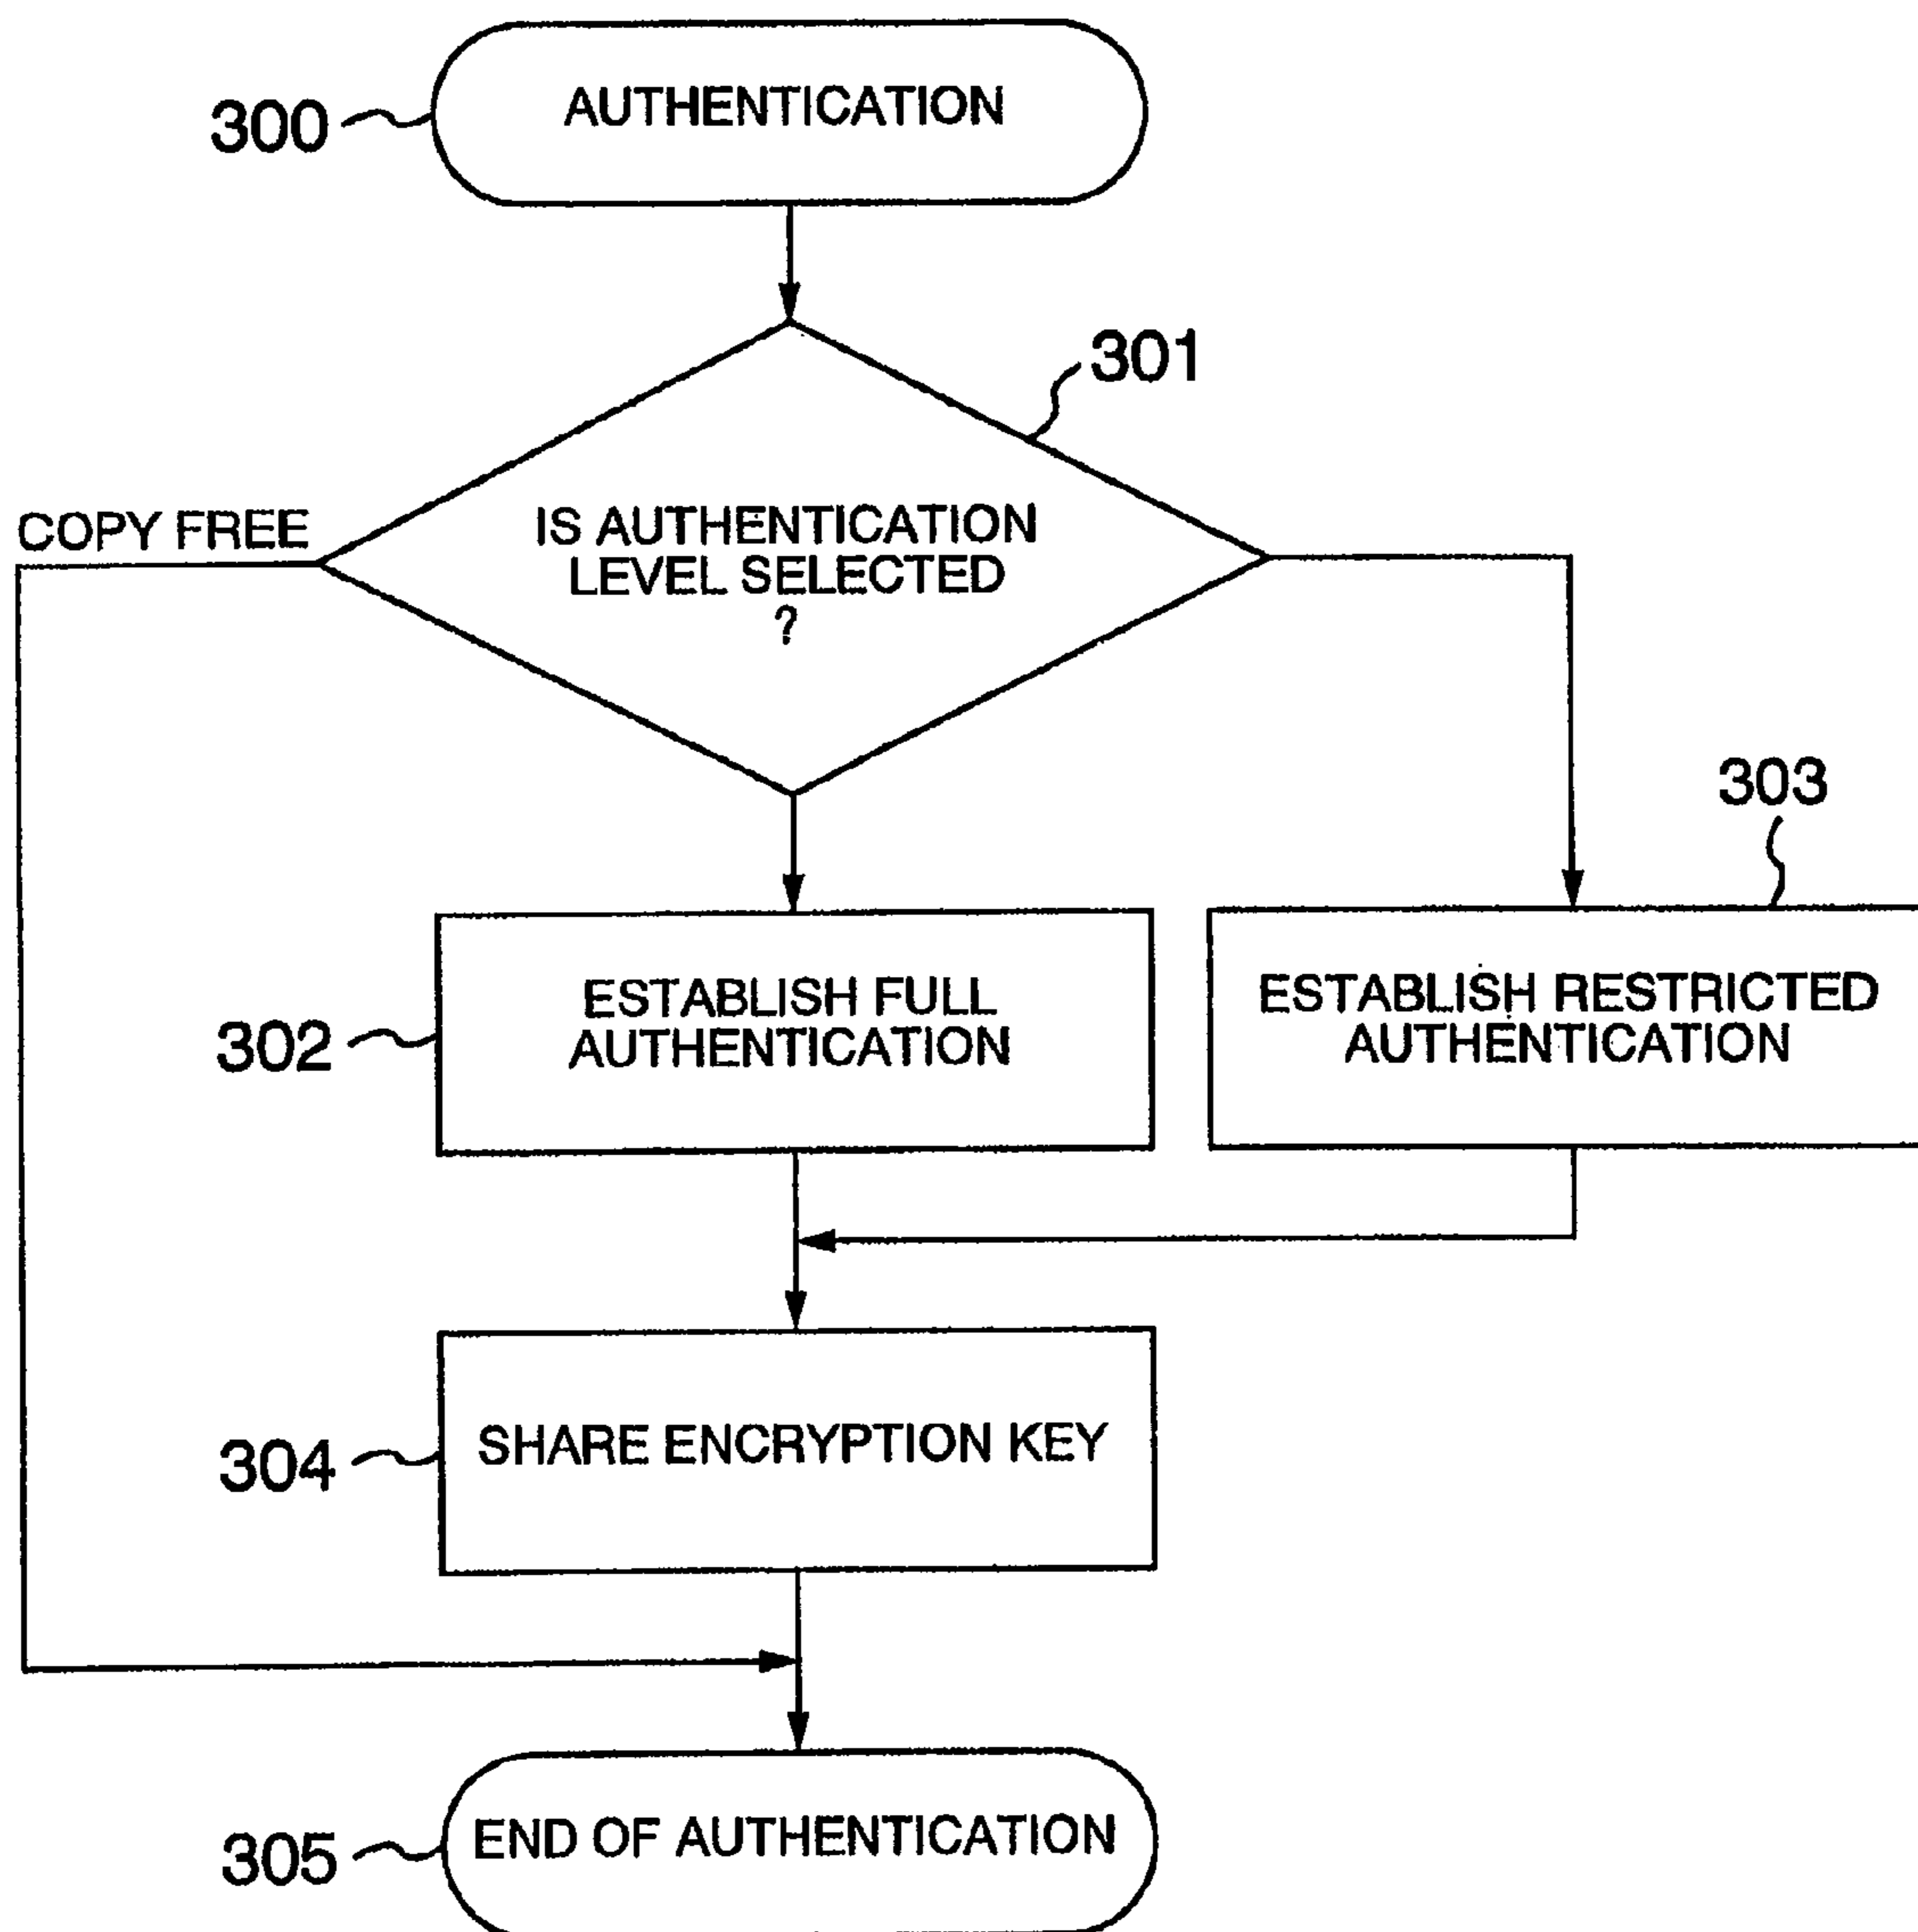 300
AUTHENTICATION
301
COPY FREE
IS AUTHENTICATION
LEVEL SELECTED
?
303
302
ESTABLISH FULL
AUTHENTICATION
ESTABLISH RESTRICTED
AUTHENTICATION
304
SHARE ENCRYPTION KEY
305
END OF AUTHENTICATION